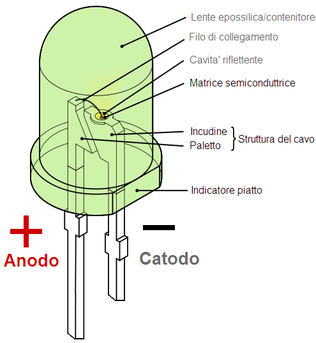 Lente epossilica/contenitore
Filo di collegamento
Cavita' riflettente
Matrice semiconduttrice
Incudine
Paletto
Struttura del cavo
Indicatore piatto
+
Anodo
Catodo